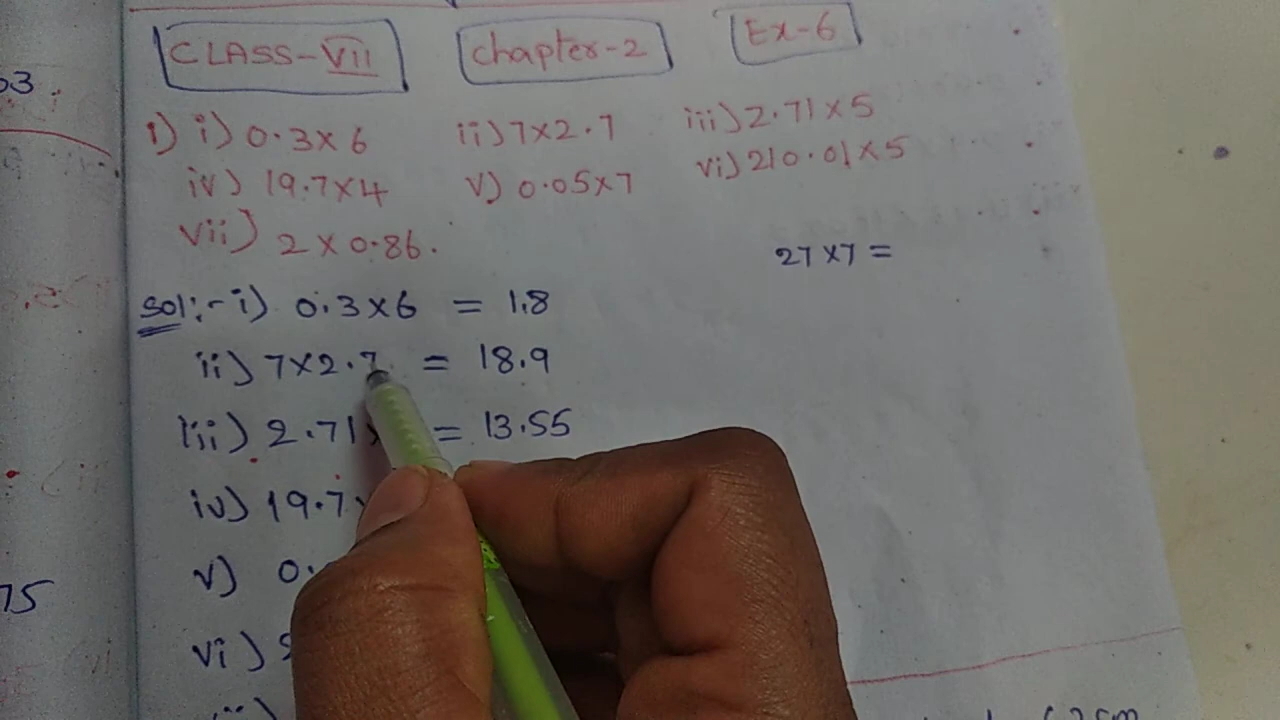 CLASS-VII Chapter-2 Ex-6
1) i) 0.3×6 ii) 7×2.7 iii) 2.71×5
iv) 19.7×4 v) 0.05×7 vi) 210.01×5
vii) 2×0.86.
27×7=
Sol:- i) 0.3×6 = 1.8
ii) 7×2.7 = 18.9
iii) 2.71× = 13.55
iv) 19.7×
v) 0.
vi)